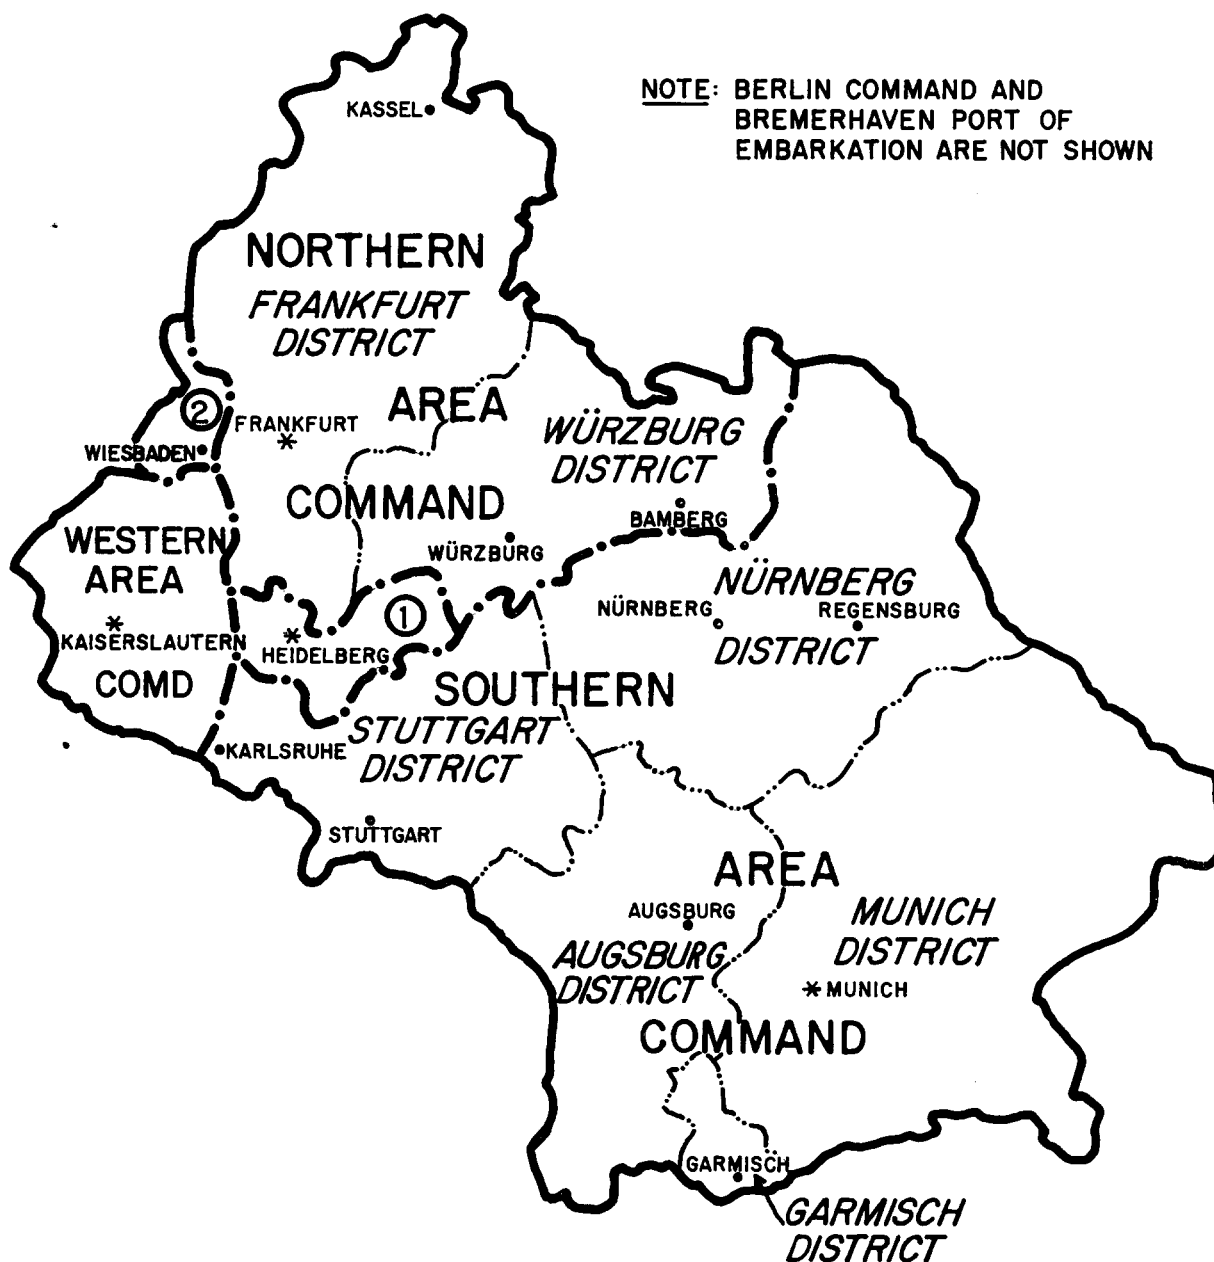 NOTE: BERLIN COMMAND AND
BREMERHAVEN PORT OF
EMBARKATION ARE NOT SHOWN
KASSEL
NORTHERN
FRANKFURT
DISTRICT
AREA
2
FRANKFURT
WÜRZBURG
DISTRICT
WIESBADEN
COMMAND
BAMBERG
WESTERN
AREA
WÜRZBURG
NÜRNBERG
DISTRICT
NÜRNBERG
REGENSBURG
1
KAISERSLAUTERN
HEIDELBERG
COMD
SOUTHERN
STUTTGART
DISTRICT
KARLSRUHE
STUTTGART
AREA
AUGSBURG
AUGSBURG
DISTRICT
MUNICH
DISTRICT
MUNICH
COMMAND
GARMISCH
GARMISCH
DISTRICT